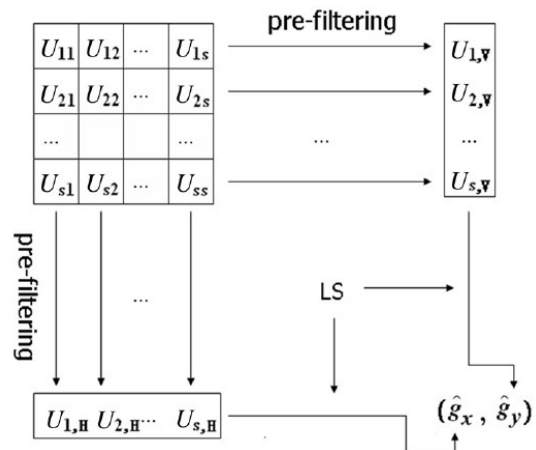 pre-filtering
U11 U12 ... U1s
U1,V
U21 U22 ... U2s
U2,V
... ...
...
...
Us1 Us2 ... Uss
Us,V
pre-filtering
...
LS
U1,H U2,H... Us,H
(ĝx , ĝy)